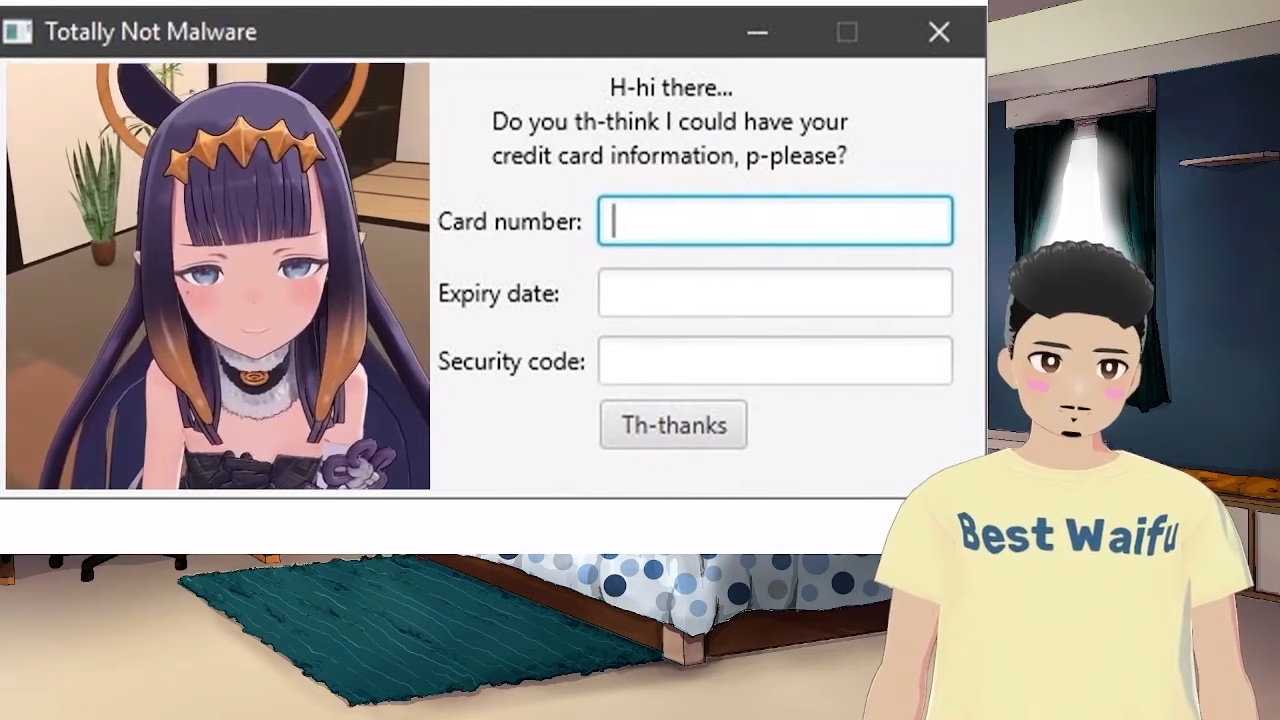 Totally Not Malware
H-hi there...
Do you th-think I could have your
credit card information, p-please?
Card number:
Expiry date:
Security code:
Th-thanks
Best Waifu